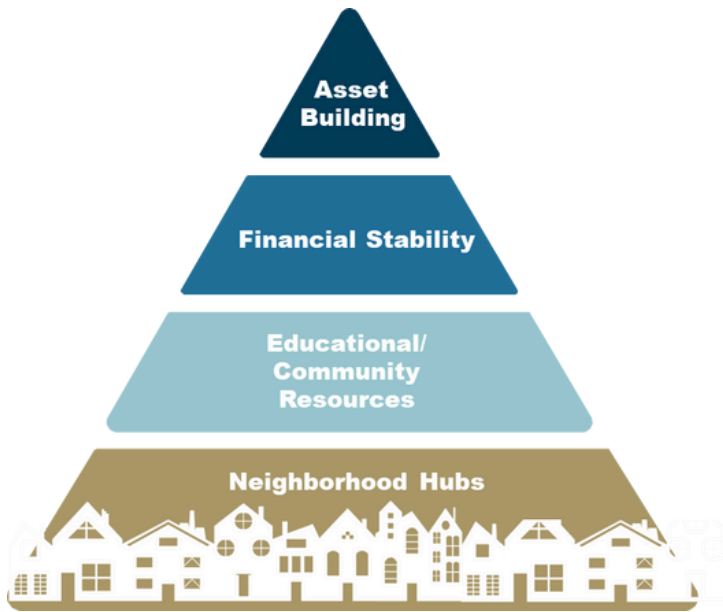 Asset
Building
Financial Stability
Educational/
Community
Resources
Neighborhood Hubs